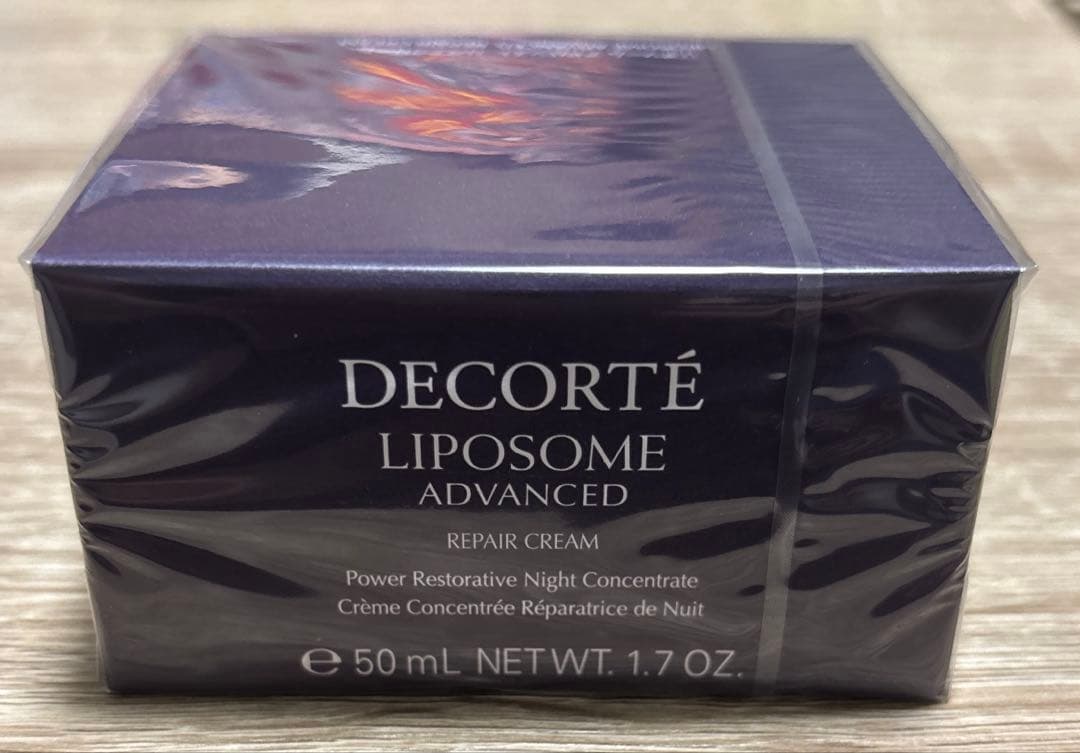 DECORTÉ
LIPOSOME
ADVANCED
REPAIR CREAM
Power Restorative Night Concentrate
Crème Concentrée Réparatrice de Nuit
℮ 50 mL NET WT. 1.7 OZ.